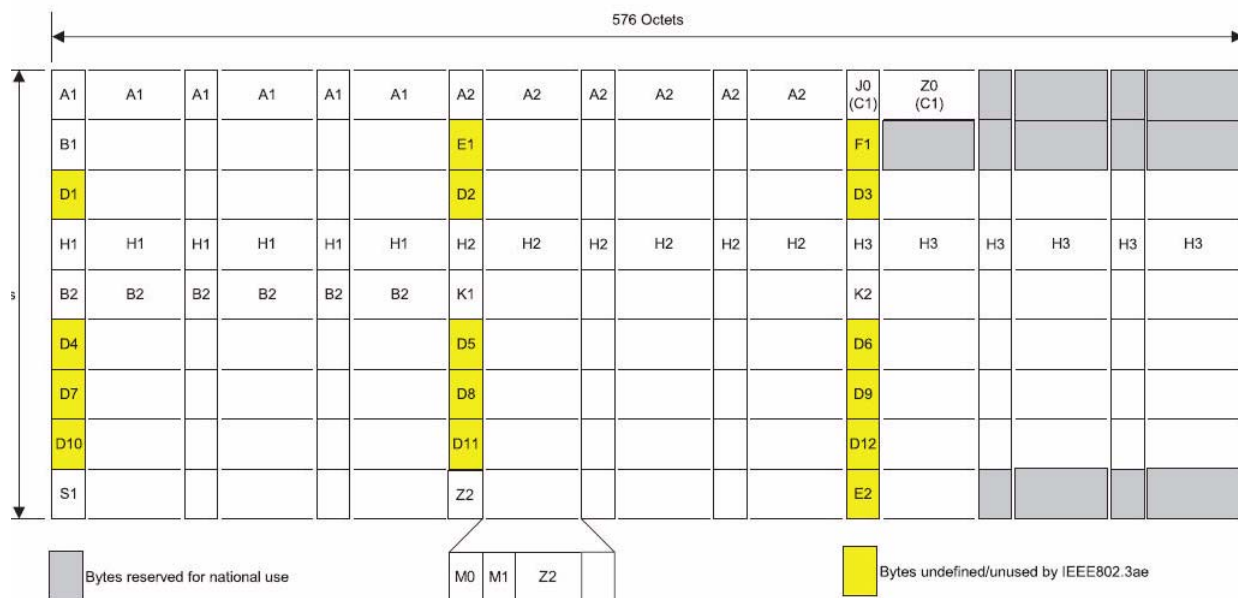 576 Octets
A1 A1 A1 A1 A1 A1 A2 A2 A2 A2 A2 A2 J0 (C1) Z0 (C1)
B1 E1 F1
D1 D2 D3
H1 H1 H1 H1 H1 H1 H2 H2 H2 H2 H2 H2 H3 H3 H3 H3 H3 H3
s B2 B2 B2 B2 B2 B2 K1 K2
D4 D5 D6
D7 D8 D9
D10 D11 D12
S1 Z2 E2
M0 M1 Z2
Bytes reserved for national use
Bytes undefined/unused by IEEE802.3ae